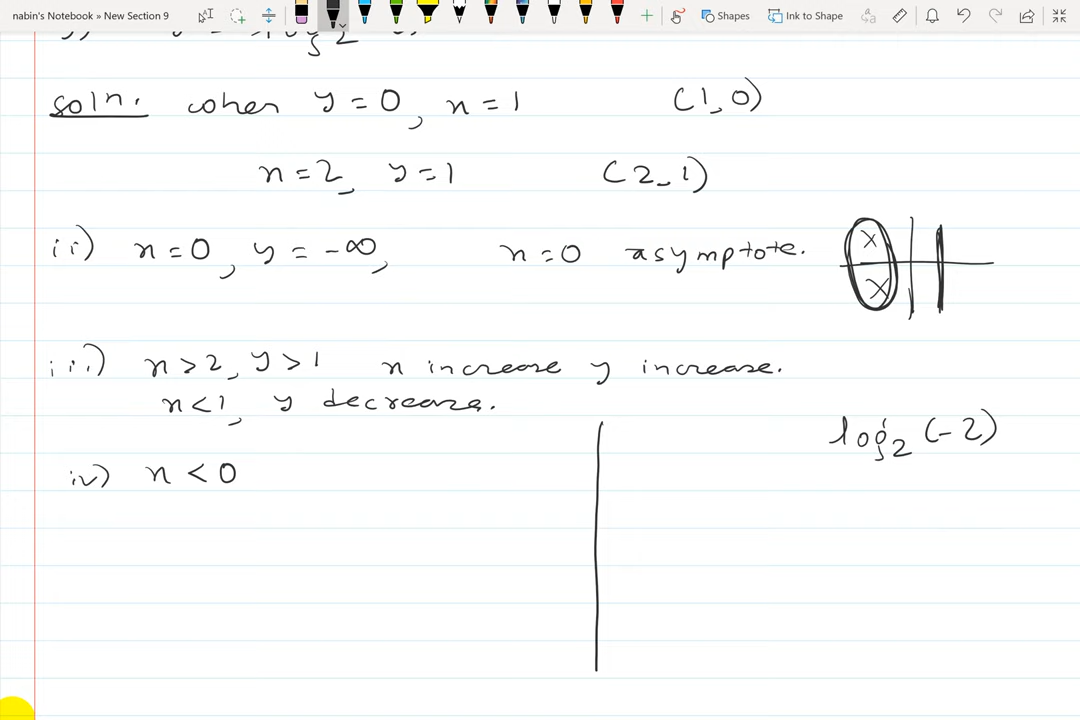 nabin's Notebook » New Section 9
Shapes Ink to Shape
soln. when y = 0, x = 1 (1, 0)
x = 2, y = 1 (2, 1)
ii) x = 0, y = -∞, x = 0 asymptote.
iii) x > 2, y > 1 x increase y increase.
x < 1, y decrease.
log₂(-2)
iv) x < 0